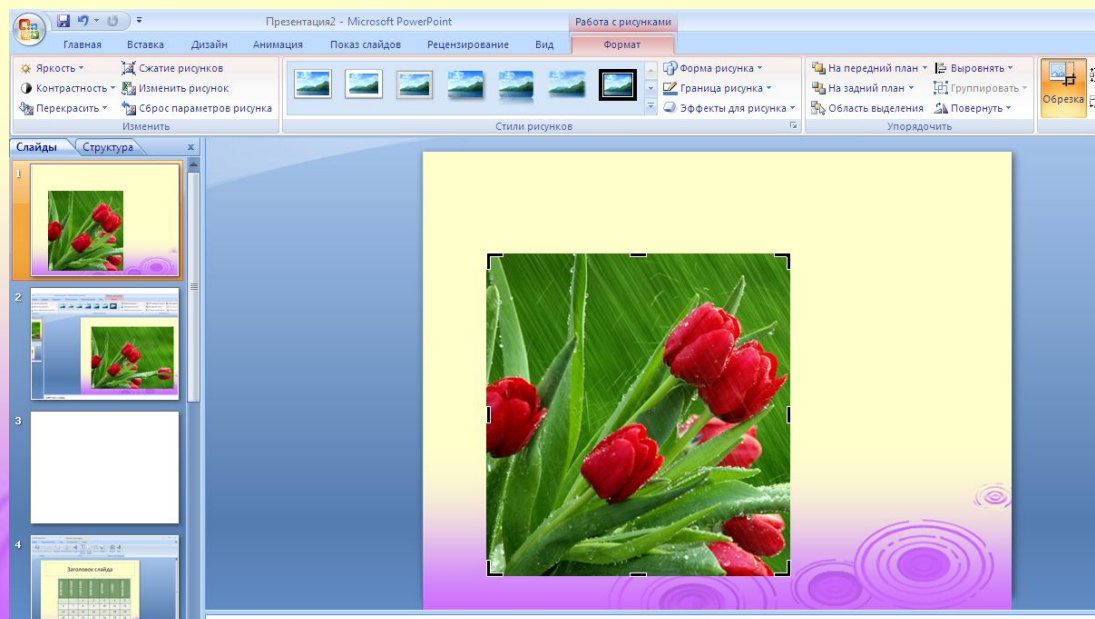 Презентация2 - Microsoft PowerPoint
Работа с рисунками
Главная Вставка Дизайн Анимация Показ слайдов Рецензирование Вид Формат
Яркость Сжатие рисунков Форма рисунка На передний план Выровнять
Контрастность Изменить рисунок Граница рисунка На задний план Группировать
Перекрасить Сброс параметров рисунка Эффекты для рисунка Область выделения Повернуть
Обрезка
Изменить Стили рисунков Упорядочить
Слайды Структура x
1
2
3
4
Заголовок слайда